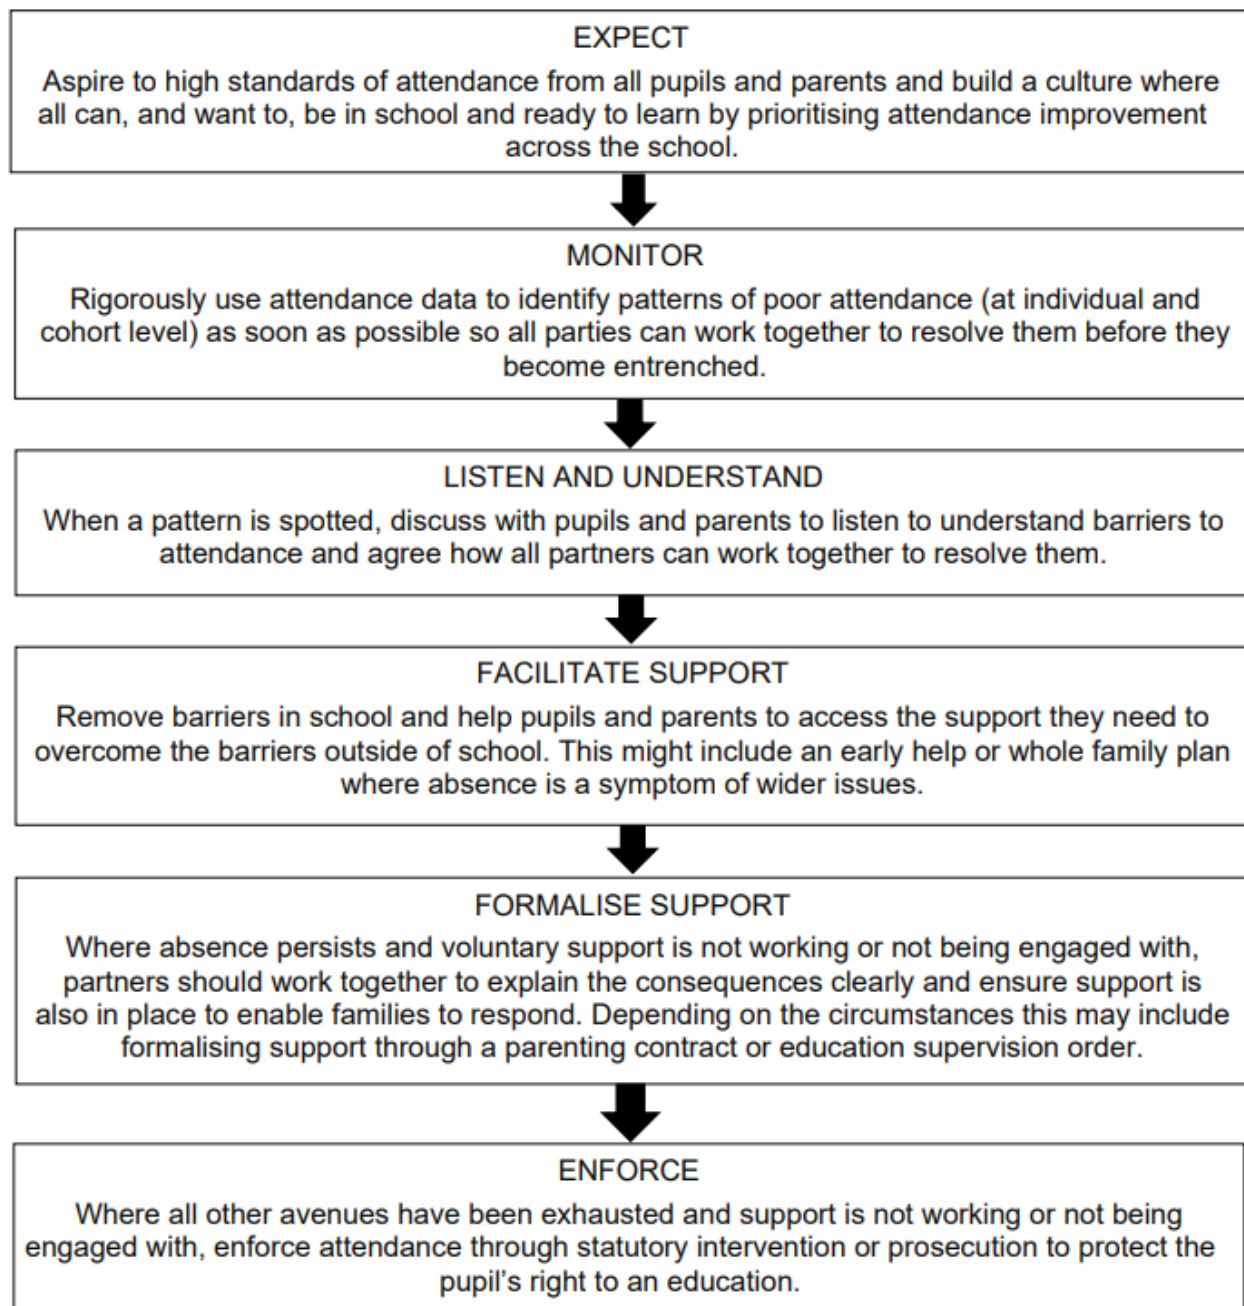 EXPECT
Aspire to high standards of attendance from all pupils and parents and build a culture where
all can, and want to, be in school and ready to learn by prioritising attendance improvement
across the school.
MONITOR
Rigorously use attendance data to identify patterns of poor attendance (at individual and
cohort level) as soon as possible so all parties can work together to resolve them before they
become entrenched.
LISTEN AND UNDERSTAND
When a pattern is spotted, discuss with pupils and parents to listen to understand barriers to
attendance and agree how all partners can work together to resolve them.
FACILITATE SUPPORT
Remove barriers in school and help pupils and parents to access the support they need to
overcome the barriers outside of school. This might include an early help or whole family plan
where absence is a symptom of wider issues.
FORMALISE SUPPORT
Where absence persists and voluntary support is not working or not being engaged with,
partners should work together to explain the consequences clearly and ensure support is
also in place to enable families to respond. Depending on the circumstances this may include
formalising support through a parenting contract or education supervision order.
ENFORCE
Where all other avenues have been exhausted and support is not working or not being
engaged with, enforce attendance through statutory intervention or prosecution to protect the
pupil's right to an education.